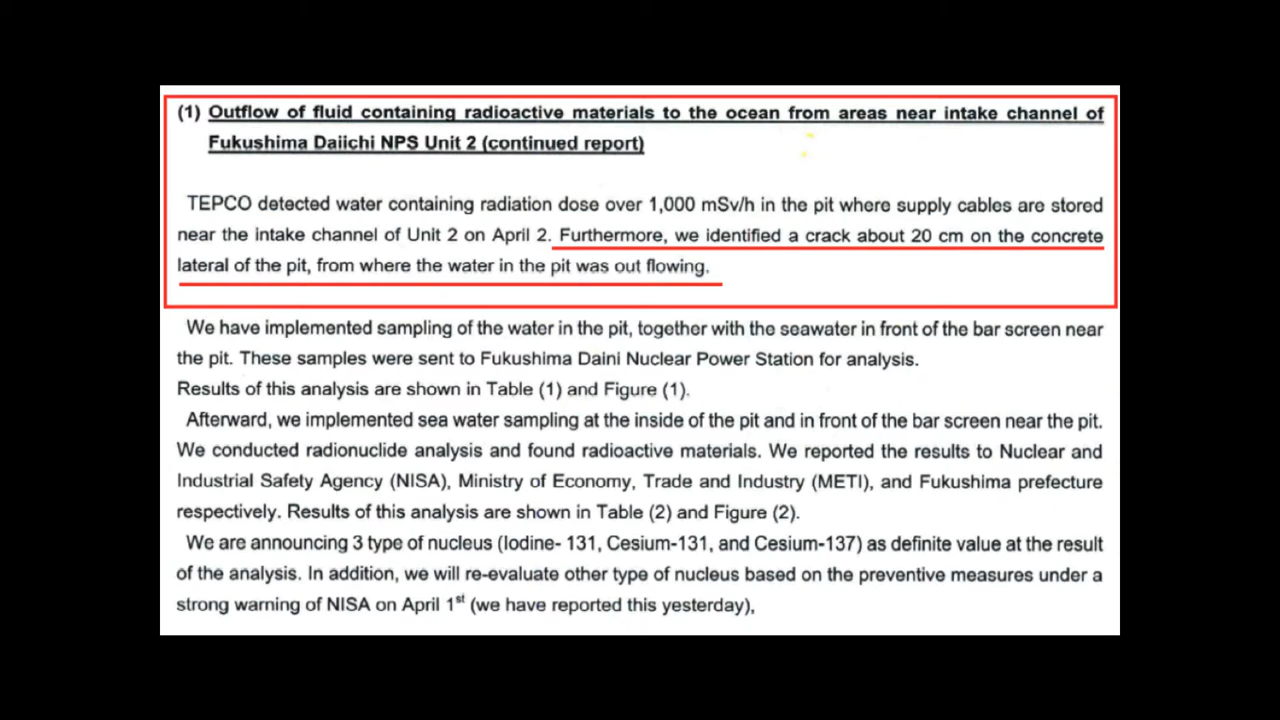 (1) Outflow of fluid containing radioactive materials to the ocean from areas near intake channel of
Fukushima Daiichi NPS Unit 2 (continued report)
TEPCO detected water containing radiation dose over 1,000 mSv/h in the pit where supply cables are stored
near the intake channel of Unit 2 on April 2. Furthermore, we identified a crack about 20 cm on the concrete
lateral of the pit, from where the water in the pit was out flowing.
We have implemented sampling of the water in the pit, together with the seawater in front of the bar screen near
the pit. These samples were sent to Fukushima Daini Nuclear Power Station for analysis.
Results of this analysis are shown in Table (1) and Figure (1).
Afterward, we implemented sea water sampling at the inside of the pit and in front of the bar screen near the pit.
We conducted radionuclide analysis and found radioactive materials. We reported the results to Nuclear and
Industrial Safety Agency (NISA), Ministry of Economy, Trade and Industry (METI), and Fukushima prefecture
respectively. Results of this analysis are shown in Table (2) and Figure (2).
We are announcing 3 type of nucleus (Iodine- 131, Cesium-131, and Cesium-137) as definite value at the result
of the analysis. In addition, we will re-evaluate other type of nucleus based on the preventive measures under a
strong warning of NISA on April 1st (we have reported this yesterday),